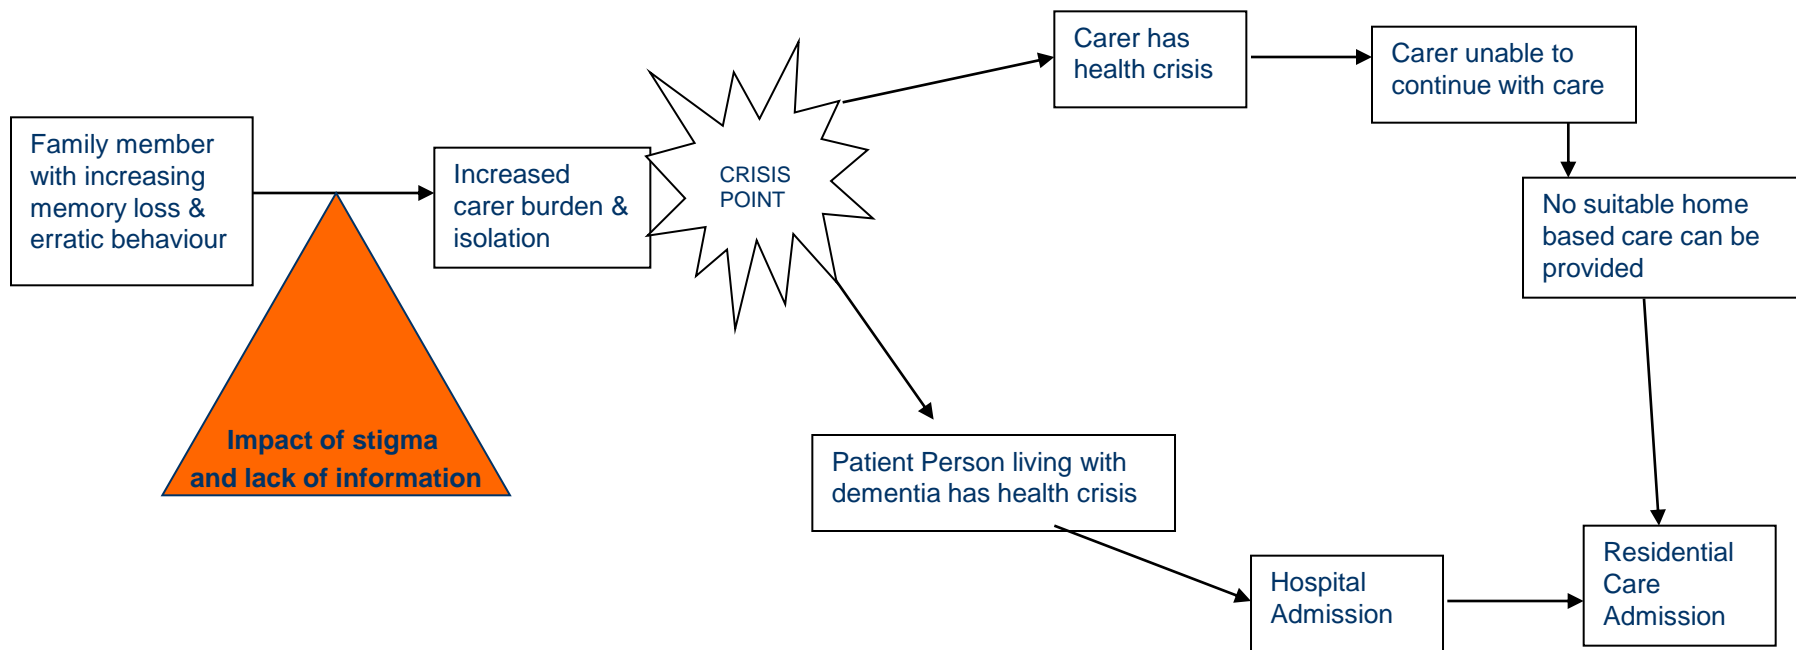 Family member
with increasing
memory loss &
erratic behaviour
Impact of stigma
and lack of information
Increased
carer burden &
isolation
CRISIS
POINT
Carer has
health crisis
Carer unable to
continue with care
No suitable home
based care can be
provided
Patient Person living with
dementia has health crisis
Hospital
Admission
Residential
Care
Admission